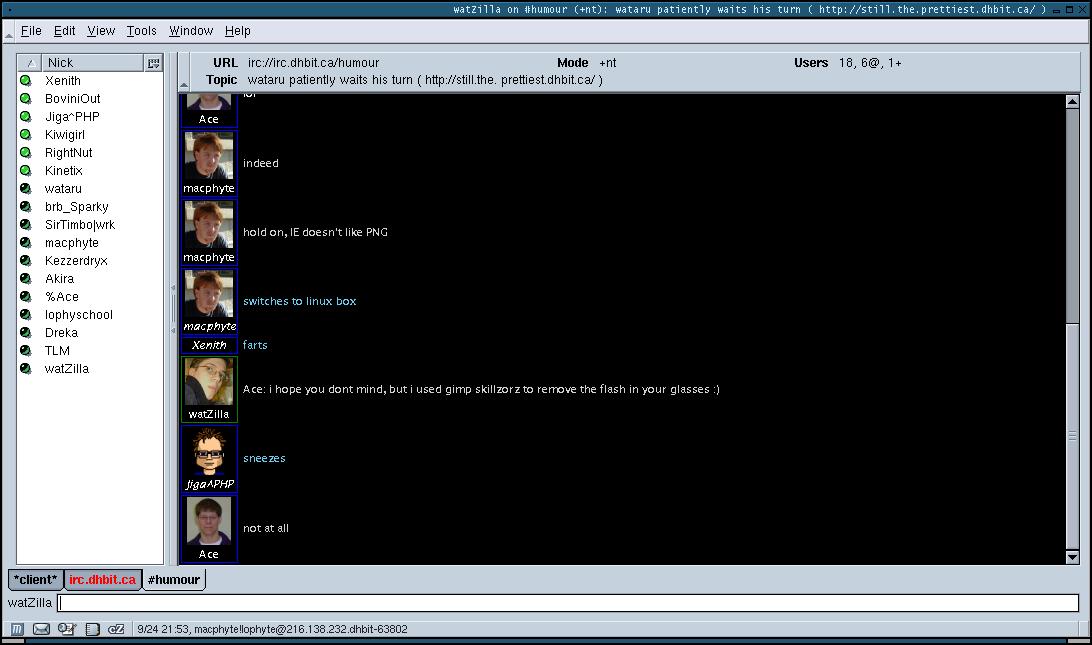 watZilla on #humour (+nt): wataru patiently waits his turn ( http://still.the.prettiest.dhbit.ca/ )
File Edit View Tools Window Help
Nick
Xenith
BoviniOut
Jiga^PHP
Kiwigirl
RightNut
Kinetix
wataru
brb_Sparky
SirTimbo|wrk
macphyte
Kezzerdryx
Akira
%Ace
lophyschool
Dreka
TLM
watZilla
URL irc://irc.dhbit.ca/humour Mode +nt Users 18, 6@, 1+
Topic wataru patiently waits his turn ( http://still.the. prettiest.dhbit.ca/ )
Ace
indeed
macphyte
hold on, IE doesn't like PNG
macphyte
switches to linux box
macphyte
Xenith farts
Ace: i hope you dont mind, but i used gimp skillzorz to remove the flash in your glasses :)
watZilla
sneezes
Jiga^PHP
not at all
Ace
*client* irc.dhbit.ca #humour
watZilla
9/24 21:53, macphyte!lophyte@216.138.232.dhbit-63802